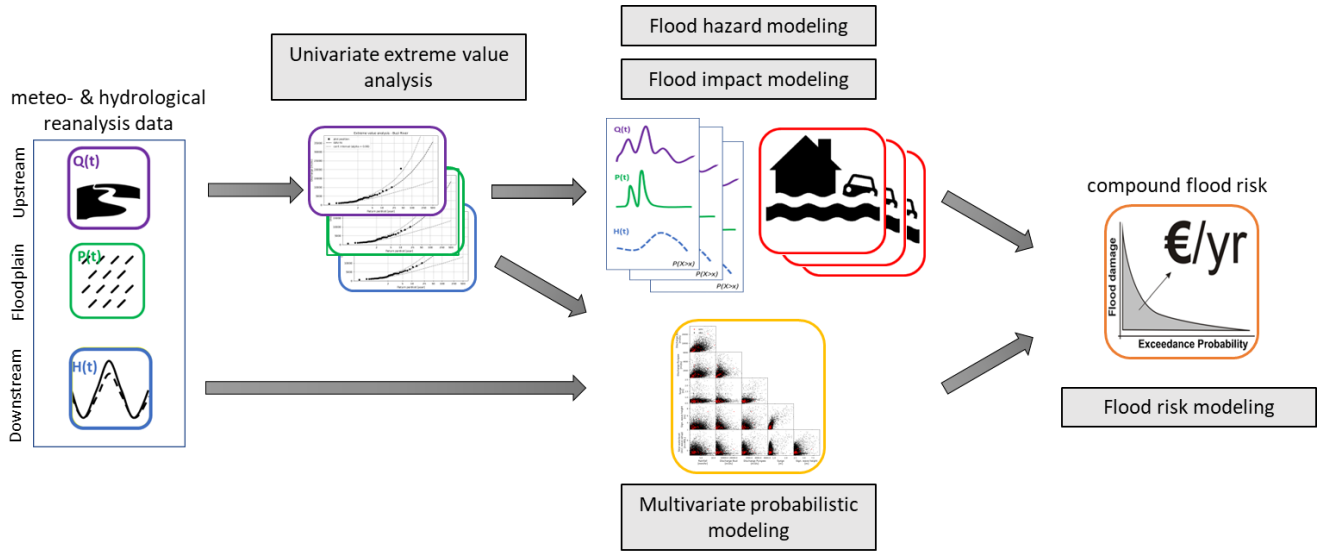 Flood hazard modeling
Univariate extreme value
analysis
Flood impact modeling
meteo- & hydrological
reanalysis data
Upstream
Q(t)
Floodplain
P(t)
Downstream
H(t)
Q(t)
P(t)
H(t)
P(X>x)
P(X>x)
P(X>x)
compound flood risk
€/yr
Flood damage
Exceedance Probability
Flood risk modeling
Multivariate probabilistic
modeling